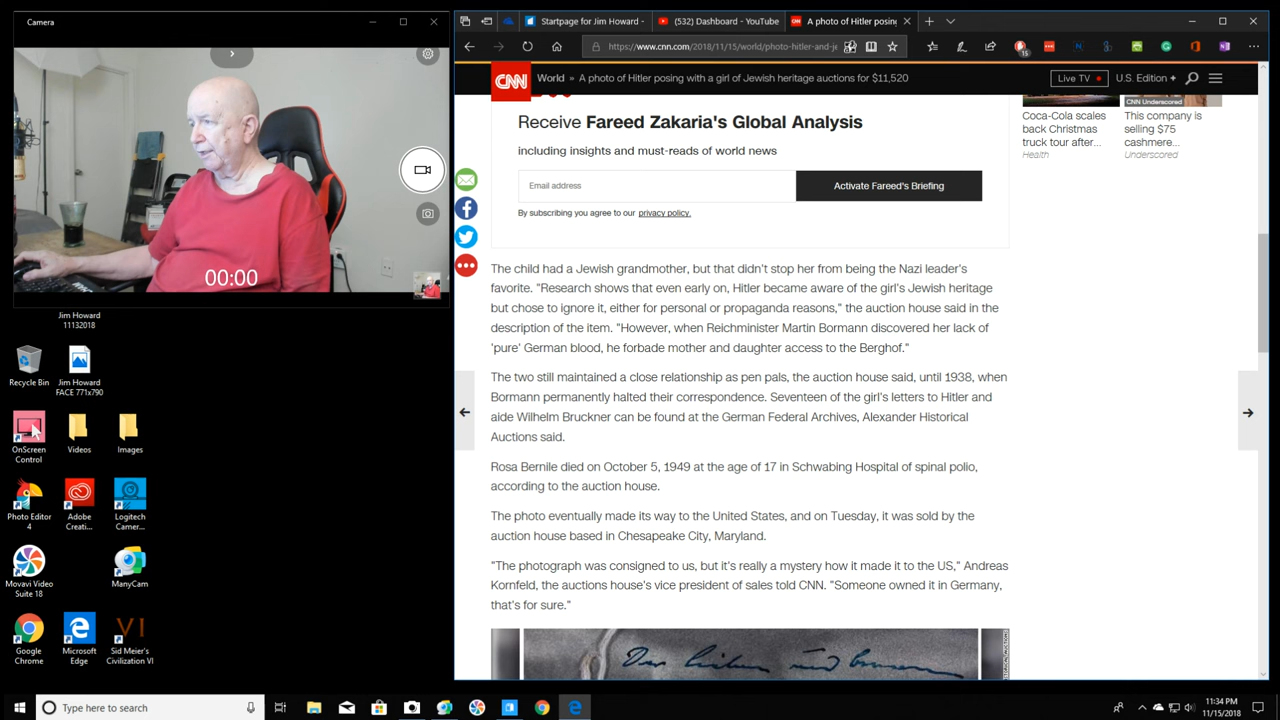 Camera
00:00
Jim Howard
11132018
Recycle Bin
Jim Howard
FACE 771x790
OnScreen
Control
Videos
Images
Photo Editor
4
Adobe
Creati...
Logitech
Camer...
Movavi Video
Suite 18
ManyCam
Google
Chrome
Microsoft
Edge
VI
Sid Meier's
Civilization VI
Startpage for Jim Howard -
(532) Dashboard - YouTube
A photo of Hitler posing
https://www.cnn.com/2018/11/15/world/photo-hitler-and-je
15
CNN
World » A photo of Hitler posing with a girl of Jewish heritage auctions for $11,520
Live TV
U.S. Edition +
Receive Fareed Zakaria's Global Analysis
including insights and must-reads of world news
Email address
Activate Fareed's Briefing
By subscribing you agree to our privacy policy.
CNN Underscored
Coca-Cola scales
back Christmas
truck tour after...
Health
This company is
selling $75
cashmere...
Underscored
The child had a Jewish grandmother, but that didn't stop her from being the Nazi leader's
favorite. "Research shows that even early on, Hitler became aware of the girl's Jewish heritage
but chose to ignore it, either for personal or propaganda reasons," the auction house said in the
description of the item. "However, when Reichminister Martin Bormann discovered her lack of
'pure' German blood, he forbade mother and daughter access to the Berghof."
The two still maintained a close relationship as pen pals, the auction house said, until 1938, when
Bormann permanently halted their correspondence. Seventeen of the girl's letters to Hitler and
aide Wilhelm Bruckner can be found at the German Federal Archives, Alexander Historical
Auctions said.
Rosa Bernile died on October 5, 1949 at the age of 17 in Schwabing Hospital of spinal polio,
according to the auction house.
The photo eventually made its way to the United States, and on Tuesday, it was sold by the
auction house based in Chesapeake City, Maryland.
"The photograph was consigned to us, but it's really a mystery how it made it to the US," Andreas
Kornfeld, the auctions house's vice president of sales told CNN. "Someone owned it in Germany,
that's for sure."
Type here to search
11:34 PM
11/15/2018